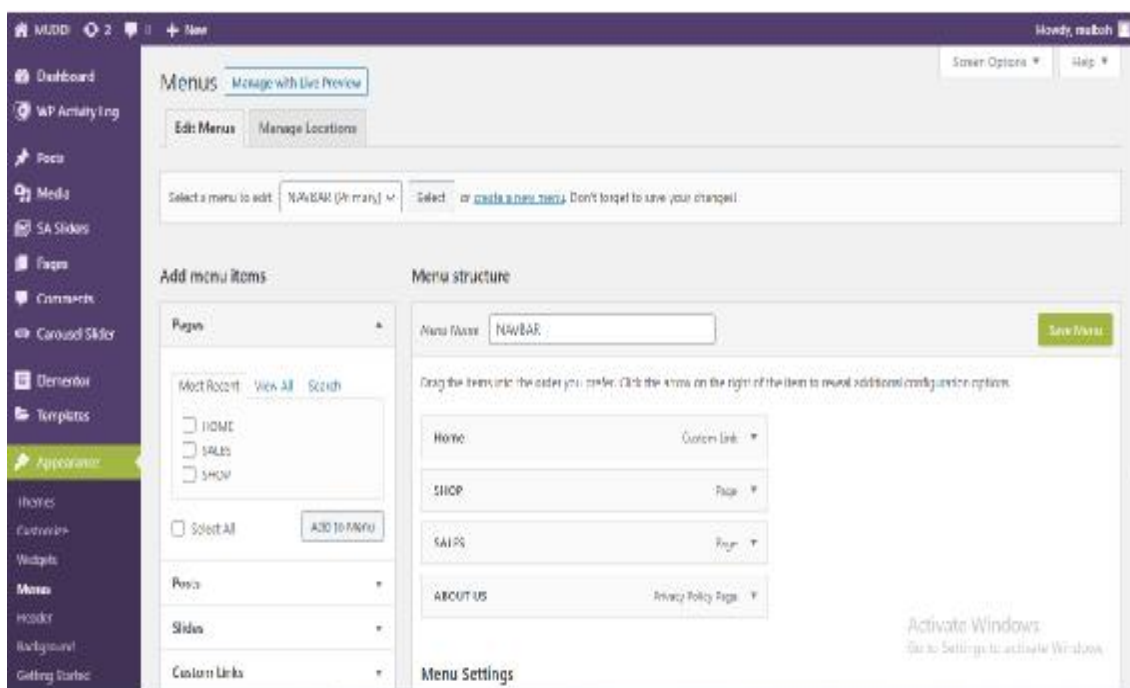 MUDDI 2 0 New
Howdy, malboh
Screen Options Help
Dashboard
WP Activity Log
Posts
Media
SA Sliders
Pages
Comments
Carousel Slider
Elementor
Templates
Appearance
Themes
Customize
Widgets
Menus
Header
Background
Getting Started
Menus Manage with Live Preview
Edit Menus Manage Locations
Select a menu to edit: NAVBAR (Primary) Select or create a new menu. Don't forget to save your changes!
Add menu items
Pages
Most Recent View All Search
HOME
SALES
SHOP
Select All Add to Menu
Posts
Slides
Custom Links
Menu structure
Menu Name NAVBAR Save Menu
Drag the items into the order you prefer. Click the arrow on the right of the item to reveal additional configuration options.
Home Custom Link
SHOP Page
SALES Page
ABOUT US Privacy Policy Page
Menu Settings
Activate Windows
Go to Settings to activate Windows.